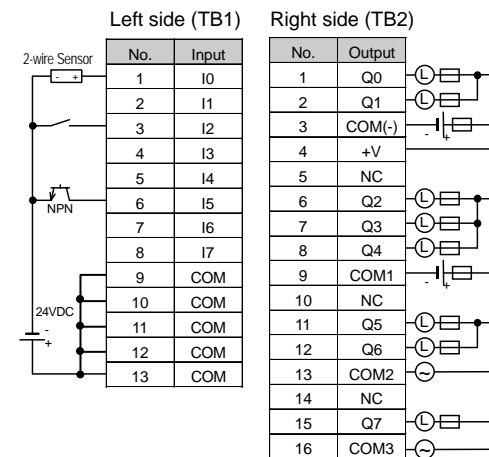 Left side (TB1)
2-wire Sensor
- +
NPN
24VDC
-
+
No. Input
1 I0
2 I1
3 I2
4 I3
5 I4
6 I5
7 I6
8 I7
9 COM
10 COM
11 COM
12 COM
13 COM
Right side (TB2)
No. Output
1 Q0 L
2 Q1 L
3 COM(-) - +
4 +V
5 NC
6 Q2 L
7 Q3 L
8 Q4 L
9 COM1 - +
10 NC
11 Q5 L
12 Q6 L
13 COM2
14 NC
15 Q7 L
16 COM3